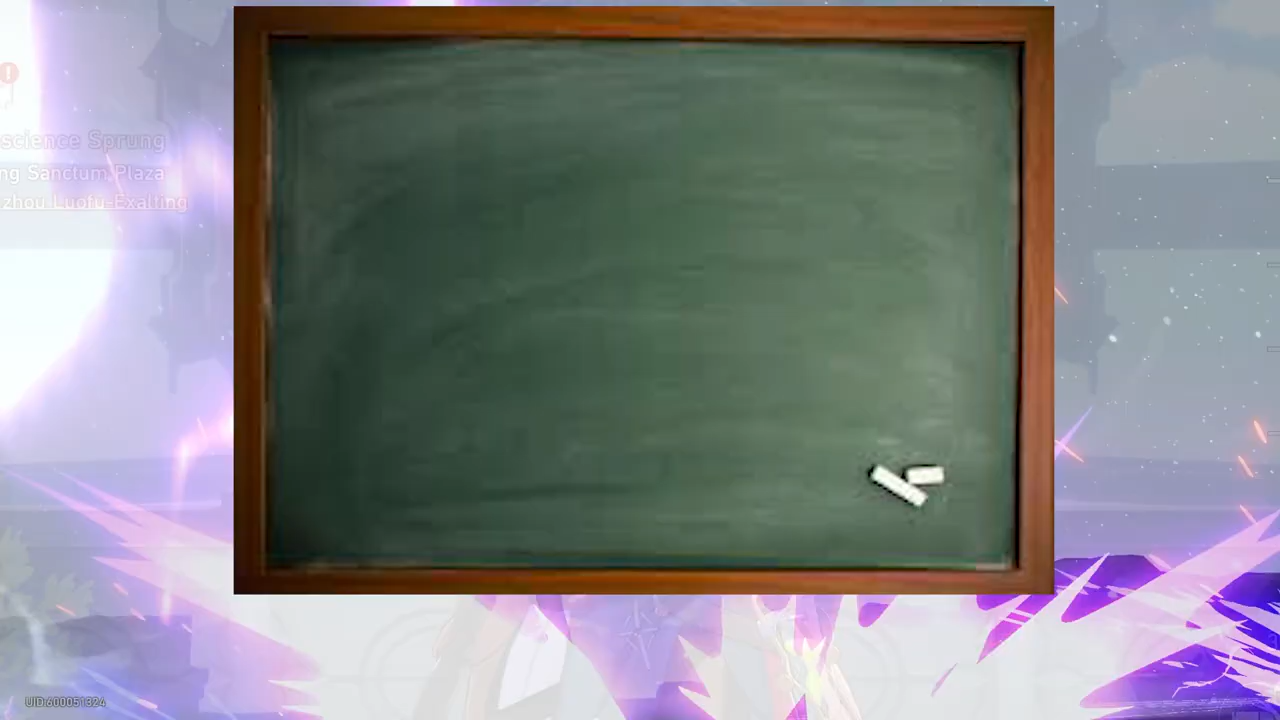 science Sprung
ng Sanctum Plaza
zhou Luofu-Exalting
UID:600051324